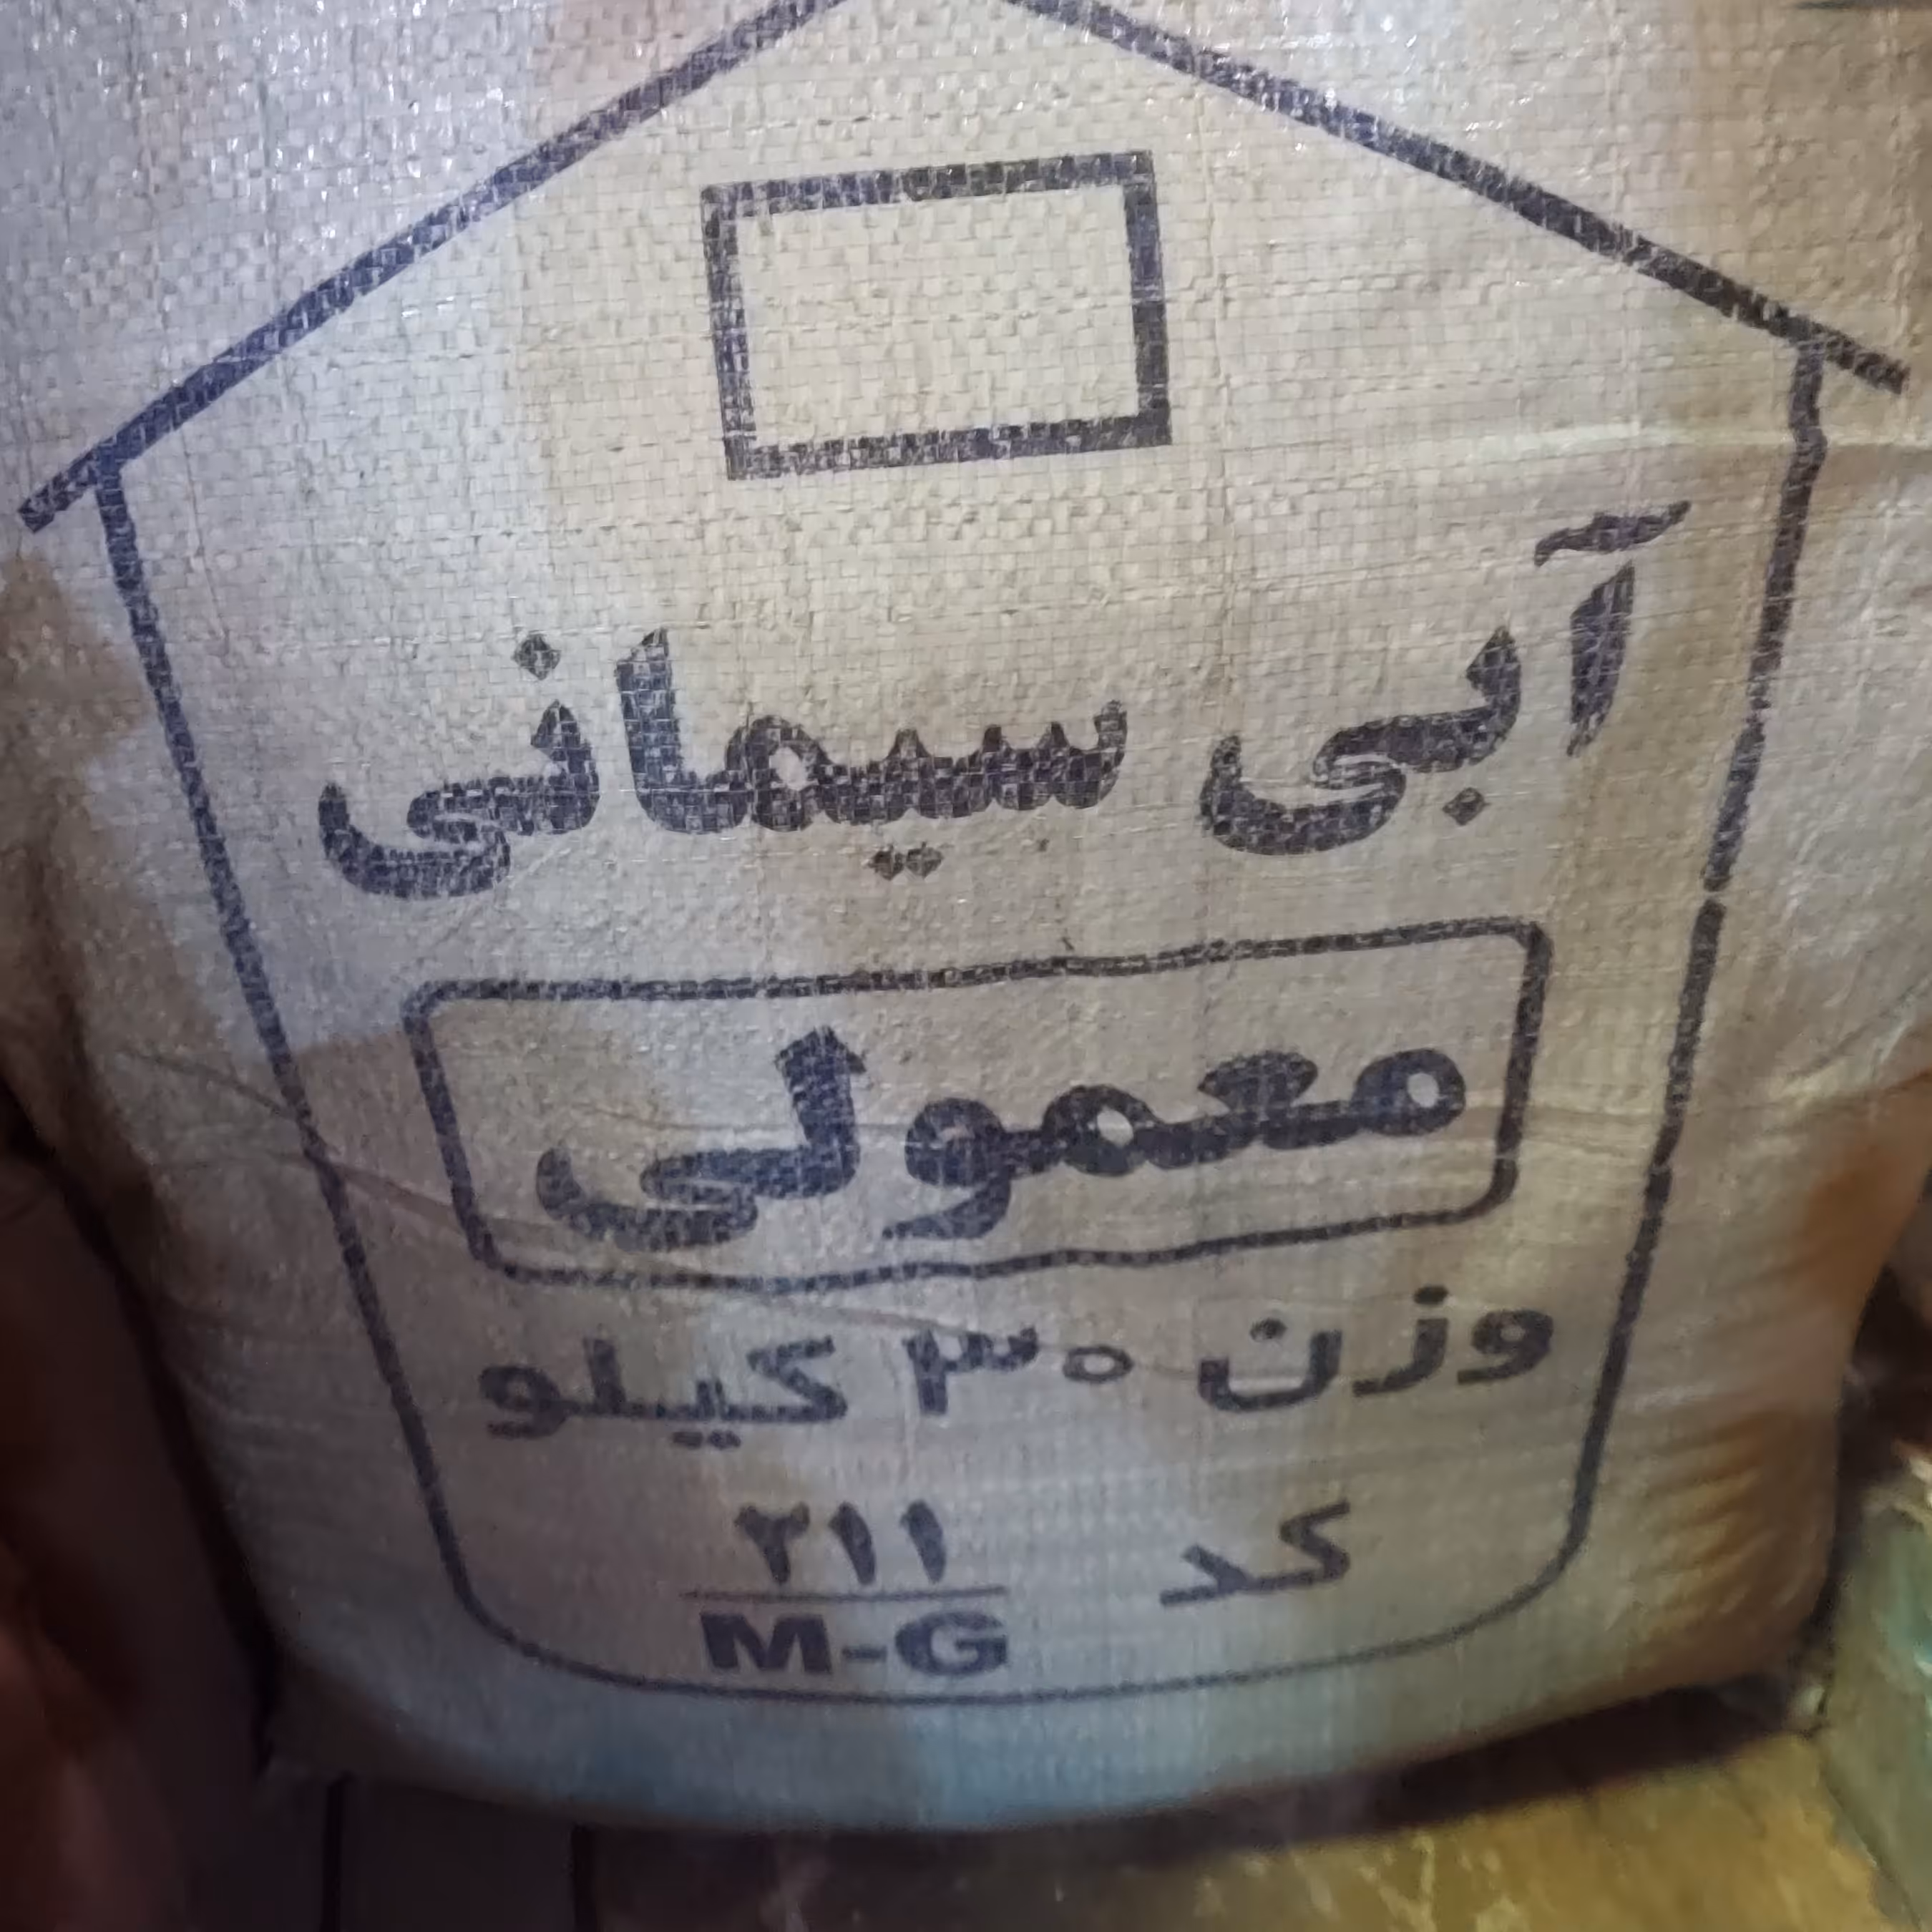 آبی سیمانی
معمولی
وزن ۳۰ کیلو
کد ۲۱۱
M-G